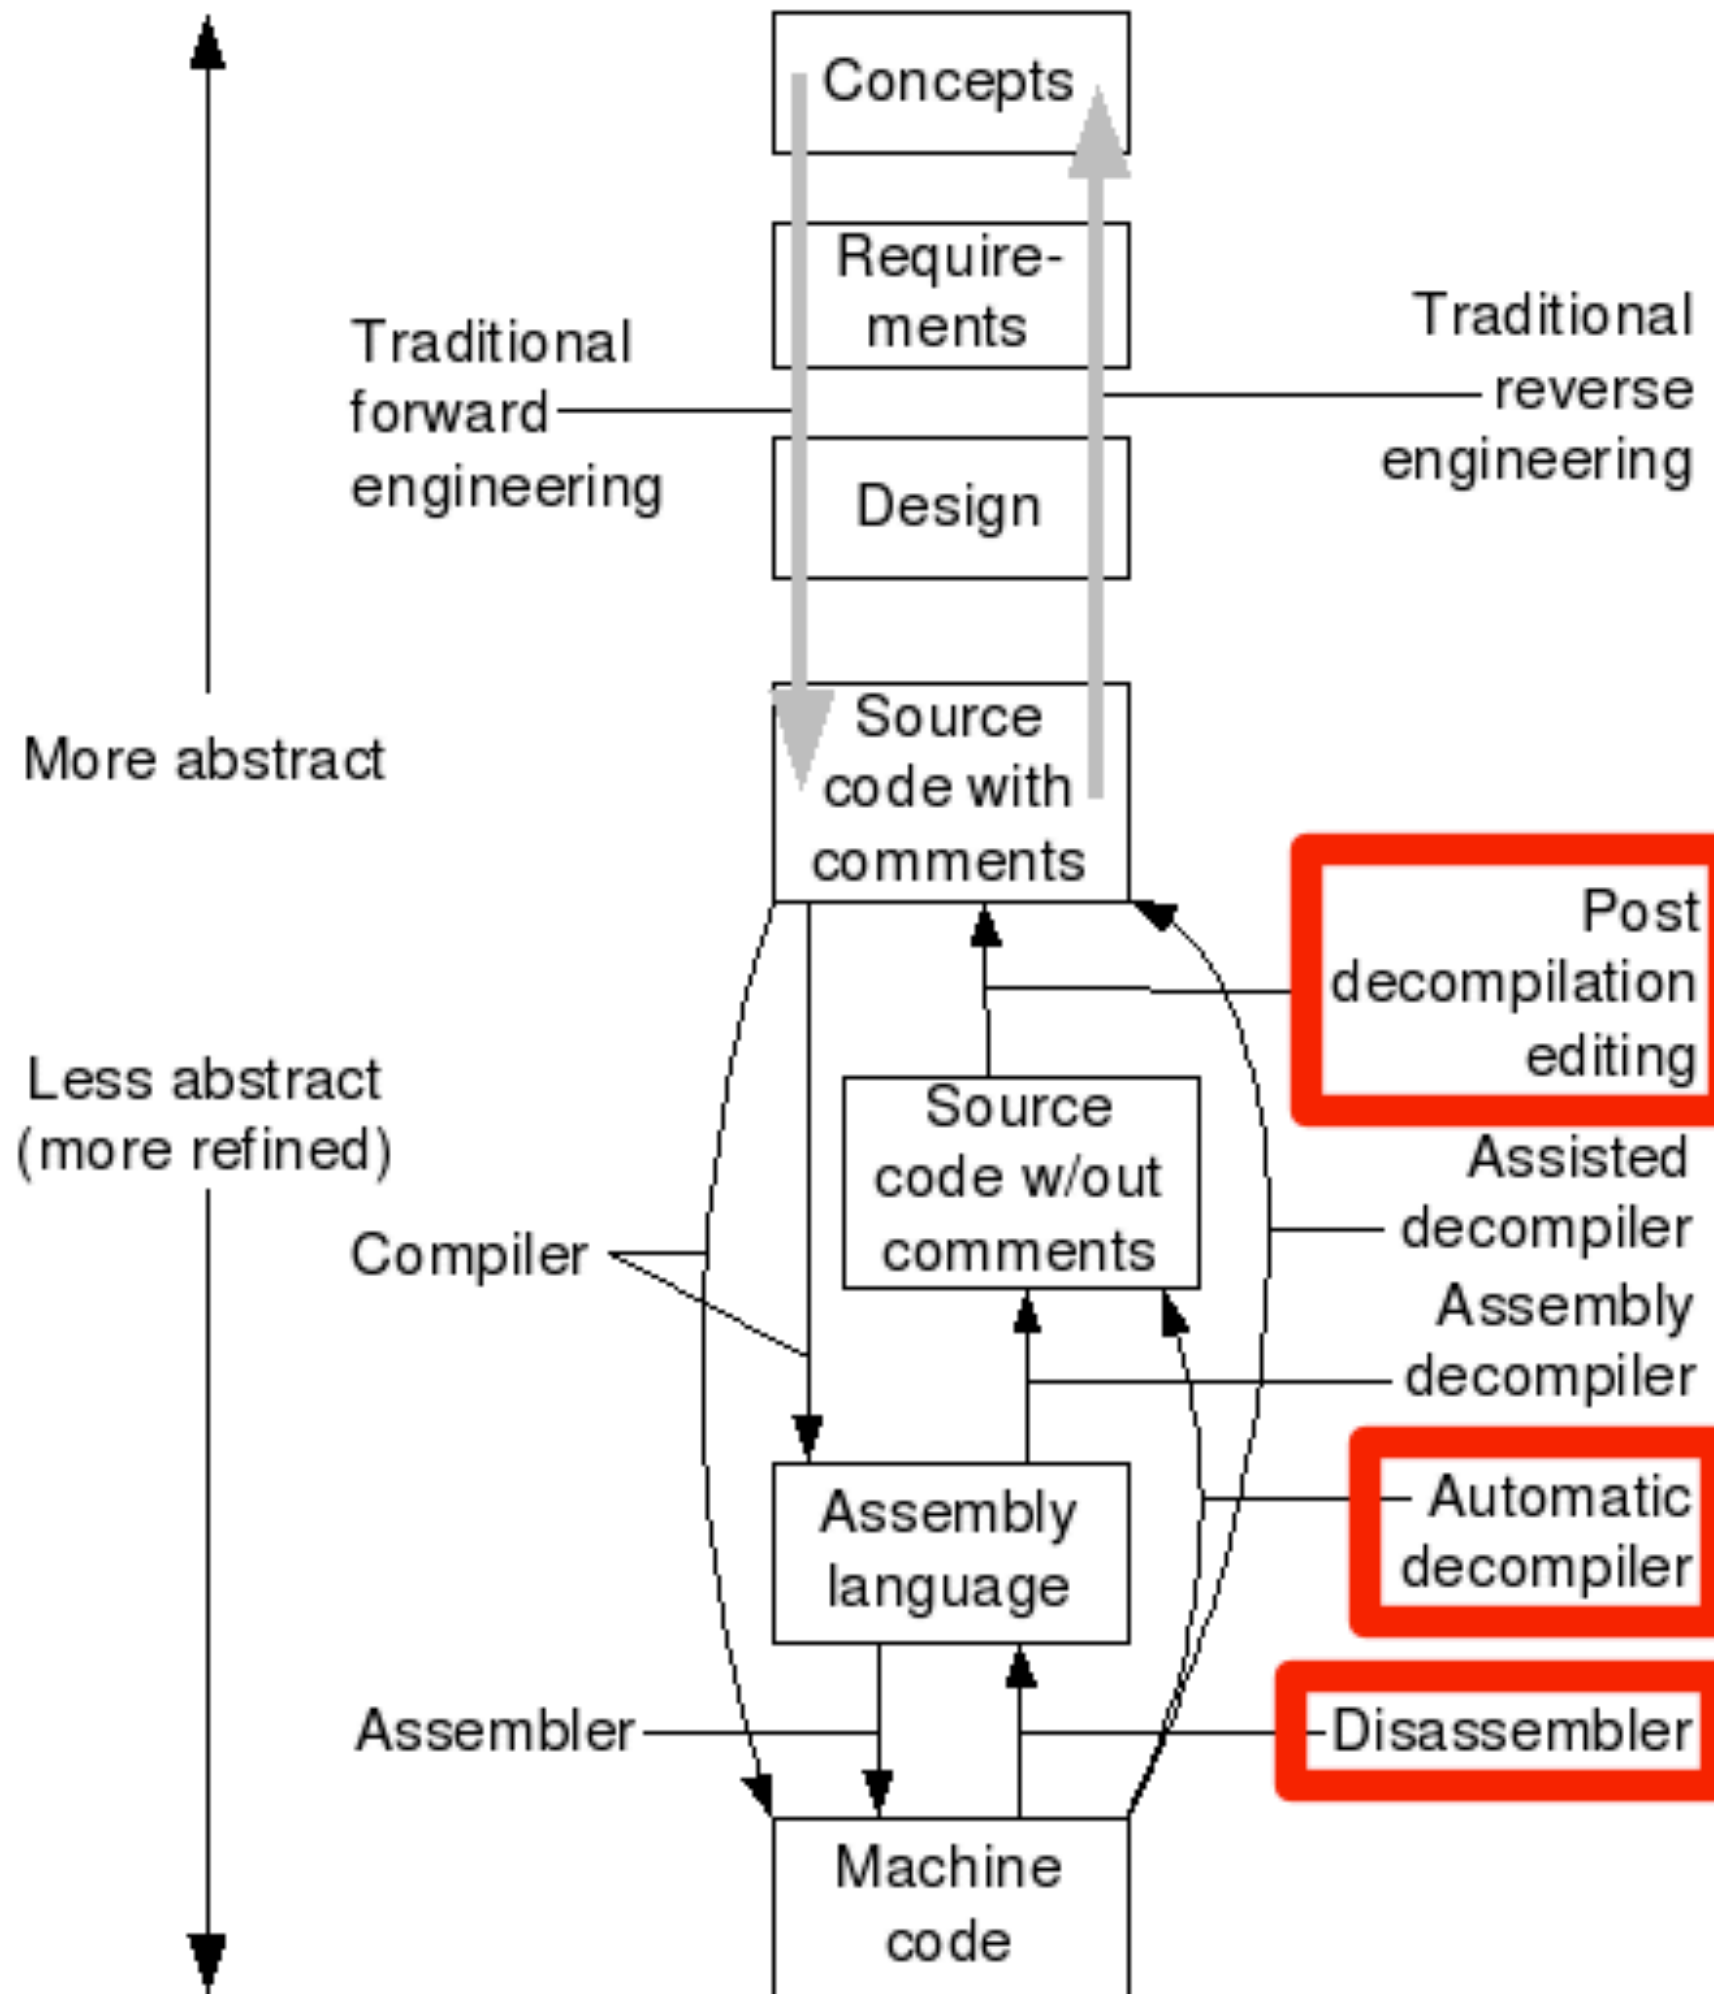 Concepts
Require-
ments
Traditional
forward
engineering
Traditional
reverse
engineering
Design
Source
code with
comments
More abstract
Post
decompilation
editing
Less abstract
(more refined)
Source
code w/out
comments
Assisted
decompiler
Compiler
Assembly
decompiler
Assembly
language
Automatic
decompiler
Assembler
Disassembler
Machine
code